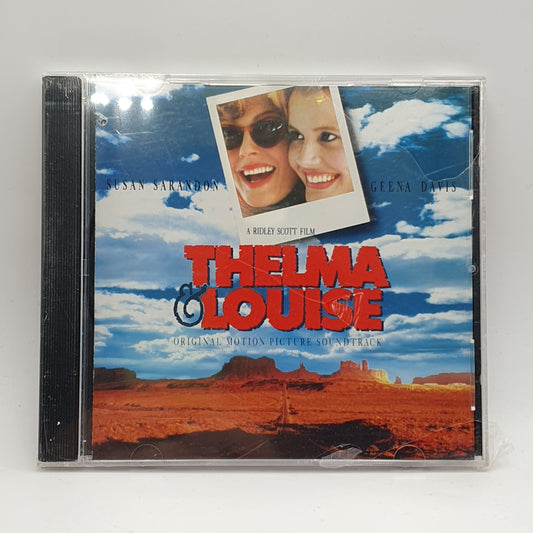 SUSAN SARANDON
GEENA DAVIS
A RIDLEY SCOTT FILM
THELMA
& LOUISE
ORIGINAL MOTION PICTURE SOUNDTRACK